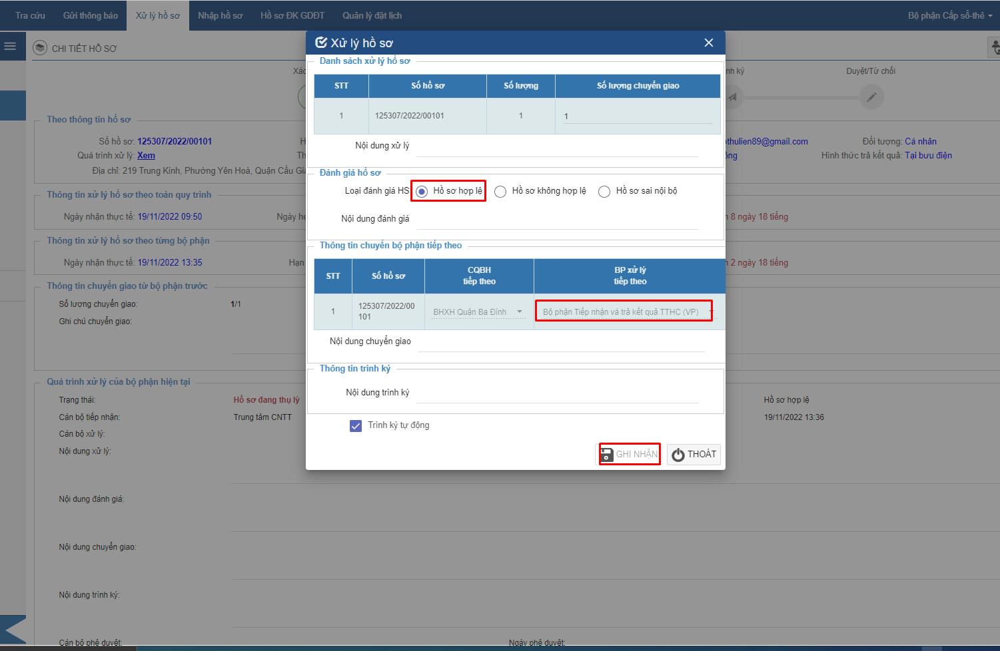 Tra cứu Gửi thông báo Xử lý hồ sơ Nhập hồ sơ Hồ sơ ĐK GDĐT Quản lý đặt lịch Bộ phận Cấp sổ-thẻ
CHI TIẾT HỒ SƠ
Xử lý hồ sơ
Danh sách xử lý hồ sơ
STT Số hồ sơ Số lượng Số lượng chuyển giao
1 125307/2022/00101 1 1
Nội dung xử lý
Đánh giá hồ sơ
Loại đánh giá HS Hồ sơ hợp lệ Hồ sơ không hợp lệ Hồ sơ sai nội bộ
Nội dung đánh giá
Thông tin chuyển bộ phận tiếp theo
STT Số hồ sơ CQBH BP xử lý
tiếp theo tiếp theo
1 125307/2022/00 BHXH Quận Ba Đình Bộ phận Tiếp nhận và trả kết quả TTHC (VP)
101
Nội dung chuyển giao
Thông tin trình ký
Nội dung trình ký
Trình ký tự động
GHI NHẬN THOÁT
nh ký Duyệt/Từ chối
Theo thông tin hồ sơ
Số hồ sơ: 125307/2022/00101 othulien89@gmail.com Đối tượng: Cá nhân
Quá trình xử lý: Xem Th Hình thức trả kết quả: Tại bưu điện
Địa chỉ: 219 Trung Kính, Phường Yên Hoà, Quận Cầu Gi
Thông tin xử lý hồ sơ theo toàn quy trình
Ngày nhận thực tế: 19/11/2022 09:50 Ngày h 8 ngày 18 tiếng
Thông tin xử lý hồ sơ theo từng bộ phận
Ngày nhận thực tế: 19/11/2022 13:35 Hạn 2 ngày 18 tiếng
Thông tin chuyển giao từ bộ phận trước
Số lượng chuyển giao: 1/1
Ghi chú chuyển giao:
Quá trình xử lý của bộ phận hiện tại
Trạng thái: Hồ sơ đang thụ lý Hồ sơ hợp lệ
Cán bộ tiếp nhận: Trung tâm CNTT 19/11/2022 13:36
Cán bộ xử lý:
Nội dung xử lý:
Nội dung đánh giá:
Nội dung chuyển giao:
Nội dung trình ký:
Cán bộ phê duyệt: Ngày phê duyệt: